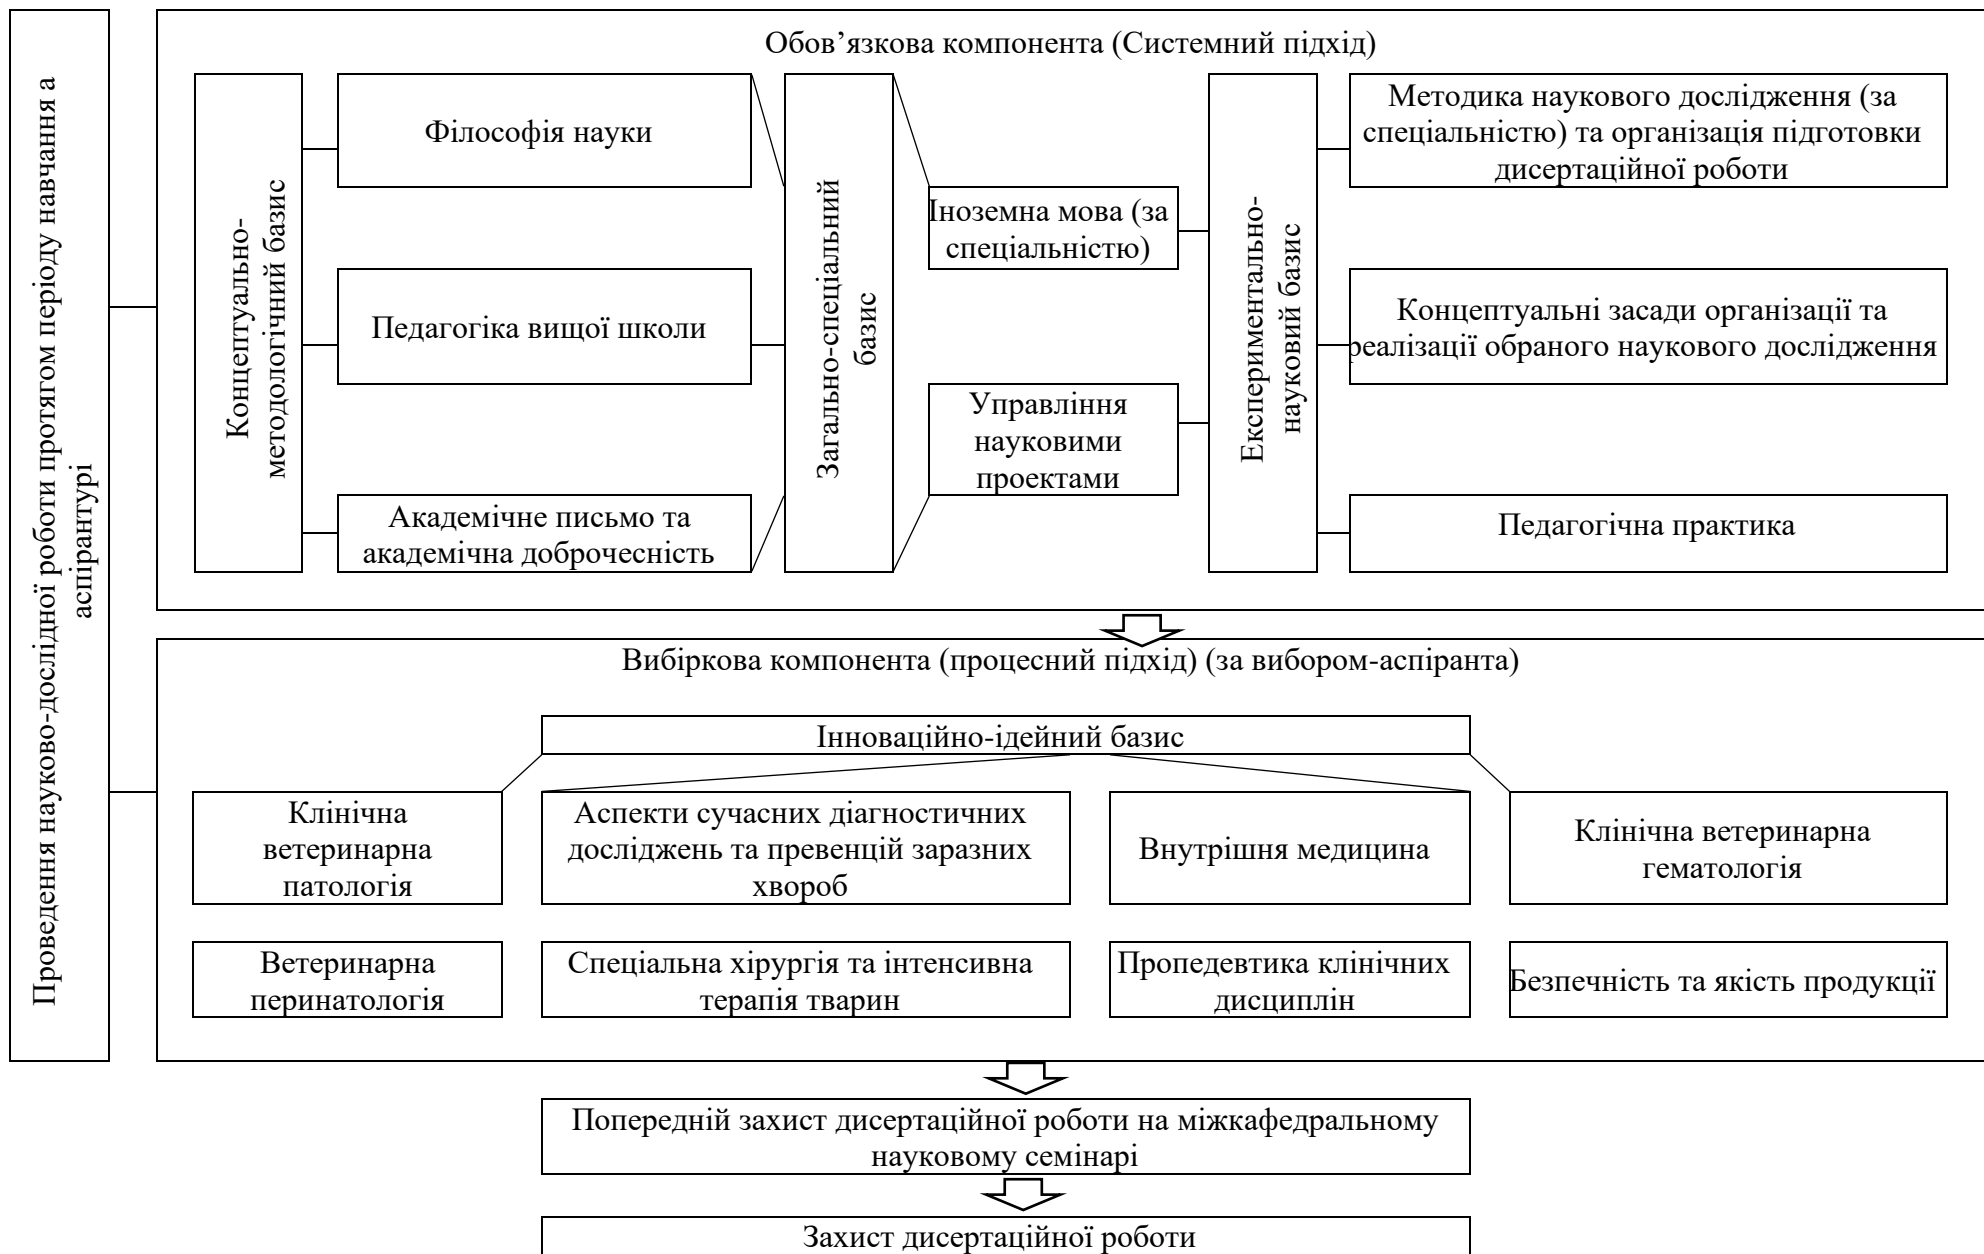 Проведення науково-дослідної роботи протягом періоду навчання а
аспірантурі
Обов’язкова компонента (Системний підхід)
Концептуально-
методологічний базис
Філософія науки
Педагогіка вищої школи
Академічне письмо та
академічна доброчесність
Загально-спеціальний
базис
Іноземна мова (за
спеціальністю)
Управління
науковими
проектами
Експериментально-
науковий базис
Методика наукового дослідження (за
спеціальністю) та організація підготовки
дисертаційної роботи
Концептуальні засади організації та
реалізації обраного наукового дослідження
Педагогічна практика
Вибіркова компонента (процесний підхід) (за вибором-аспіранта)
Інноваційно-ідейний базис
Клінічна
ветеринарна
патологія
Аспекти сучасних діагностичних
досліджень та превенцій заразних
хвороб
Внутрішня медицина
Клінічна ветеринарна
гематологія
Ветеринарна
перинатологія
Спеціальна хірургія та інтенсивна
терапія тварин
Пропедевтика клінічних
дисциплін
Безпечність та якість продукції
Попередній захист дисертаційної роботи на міжкафедральному
науковому семінарі
Захист дисертаційної роботи